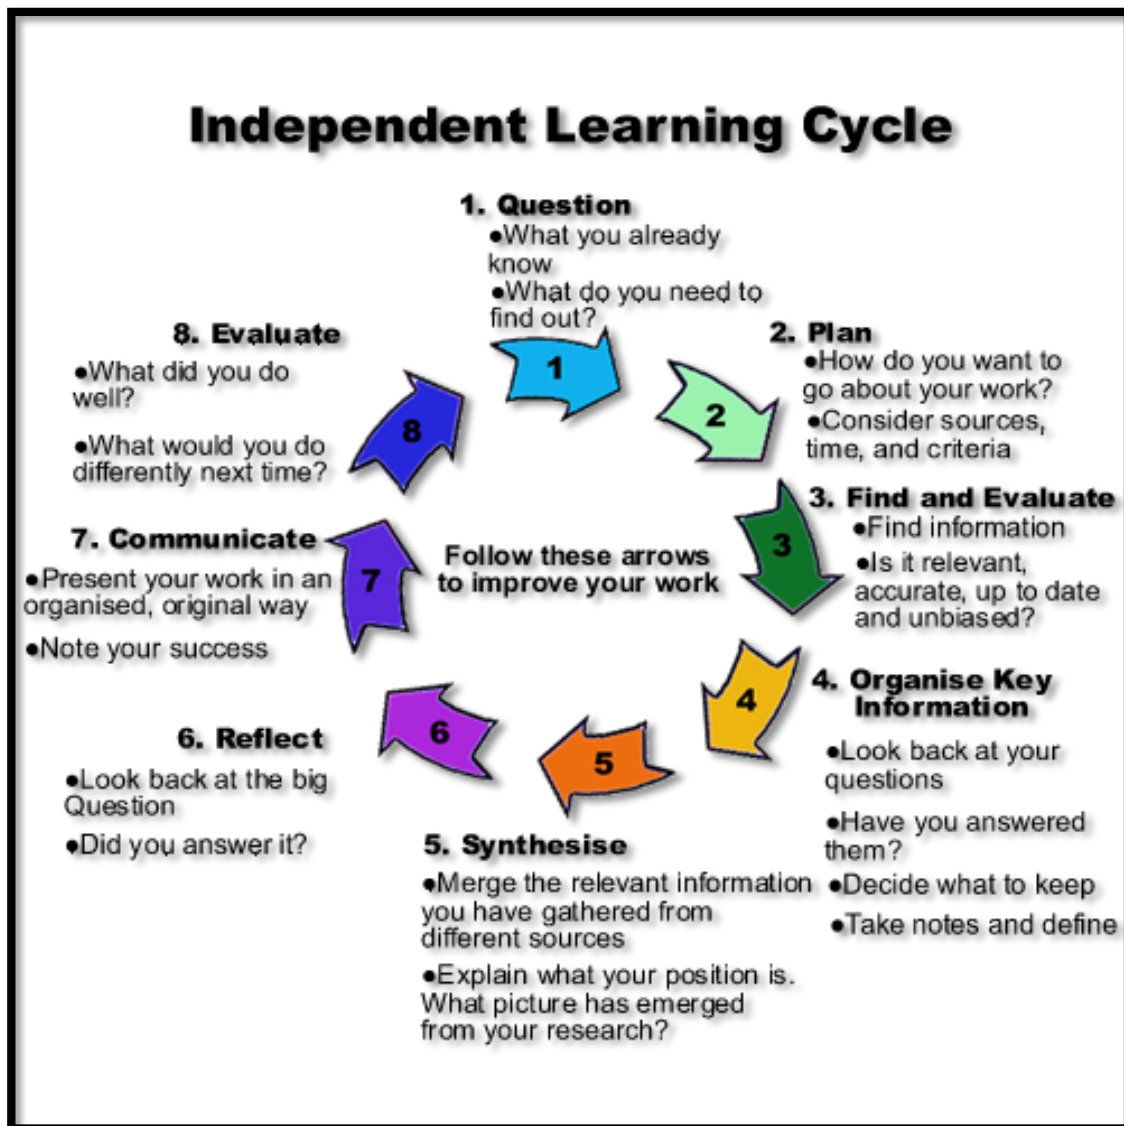 Independent Learning Cycle
1. Question
●What you already
know
●What do you need to
find out?
1
2. Plan
●How do you want to
go about your work?
●Consider sources,
time, and criteria
2
3. Find and Evaluate
●Find information
●Is it relevant,
accurate, up to date
and unbiased?
3
4. Organise Key
Information
●Look back at your
questions
●Have you answered
them?
●Decide what to keep
●Take notes and define
4
5. Synthesise
●Merge the relevant information
you have gathered from
different sources
●Explain what your position is.
What picture has emerged
from your research?
5
6. Reflect
●Look back at the big
Question
●Did you answer it?
6
7. Communicate
●Present your work in an
organised, original way
●Note your success
7
8. Evaluate
●What did you do
well?
●What would you do
differently next time?
8
Follow these arrows
to improve your work